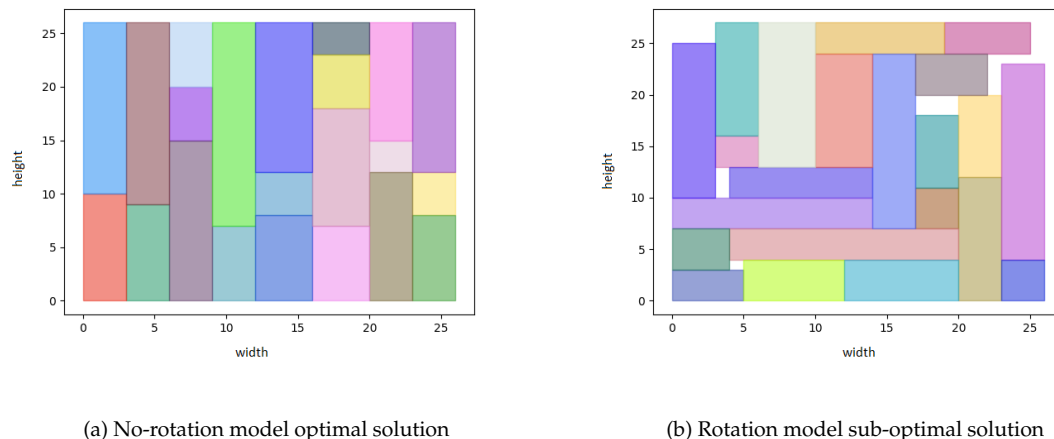 25
20
15
10
5
0
height
0 5 10 15 20 25
width
(a) No-rotation model optimal solution
25
20
15
10
5
0
height
0 5 10 15 20 25
width
(b) Rotation model sub-optimal solution